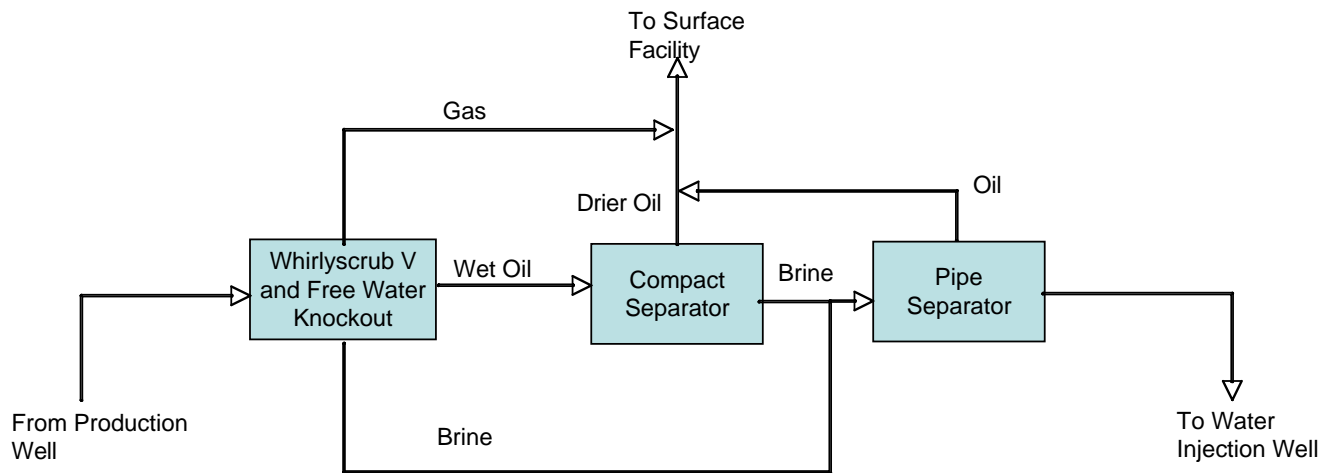 To Surface
Facility
Gas
Oil
Drier Oil
Whirlyscrub V
and Free Water
Knockout
Wet Oil
Compact
Separator
Brine
Pipe
Separator
From Production
Well
Brine
To Water
Injection Well